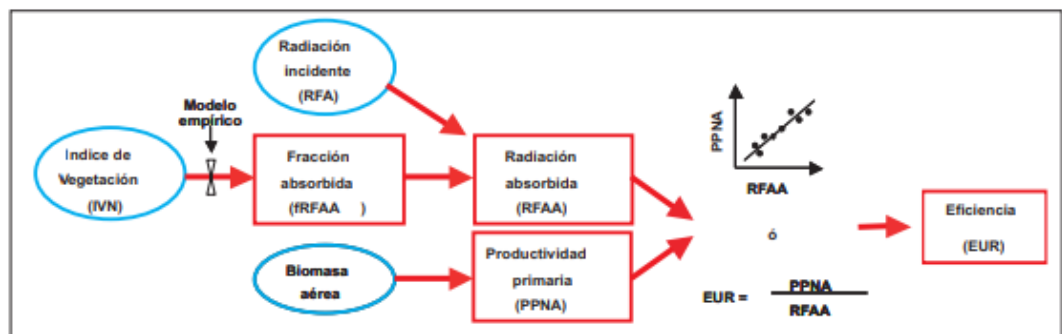 Radiación
incidente
(RFA)
Modelo
empírico
Indice de
Vegetación
(IVN)
Fracción
absorbida
(fRFAA )
Radiación
absorbida
(RFAA)
PPNA
RFAA
Biomasa
aérea
Productividad
primaria
(PPNA)
ó
EUR = PPNA
RFAA
Eficiencia
(EUR)